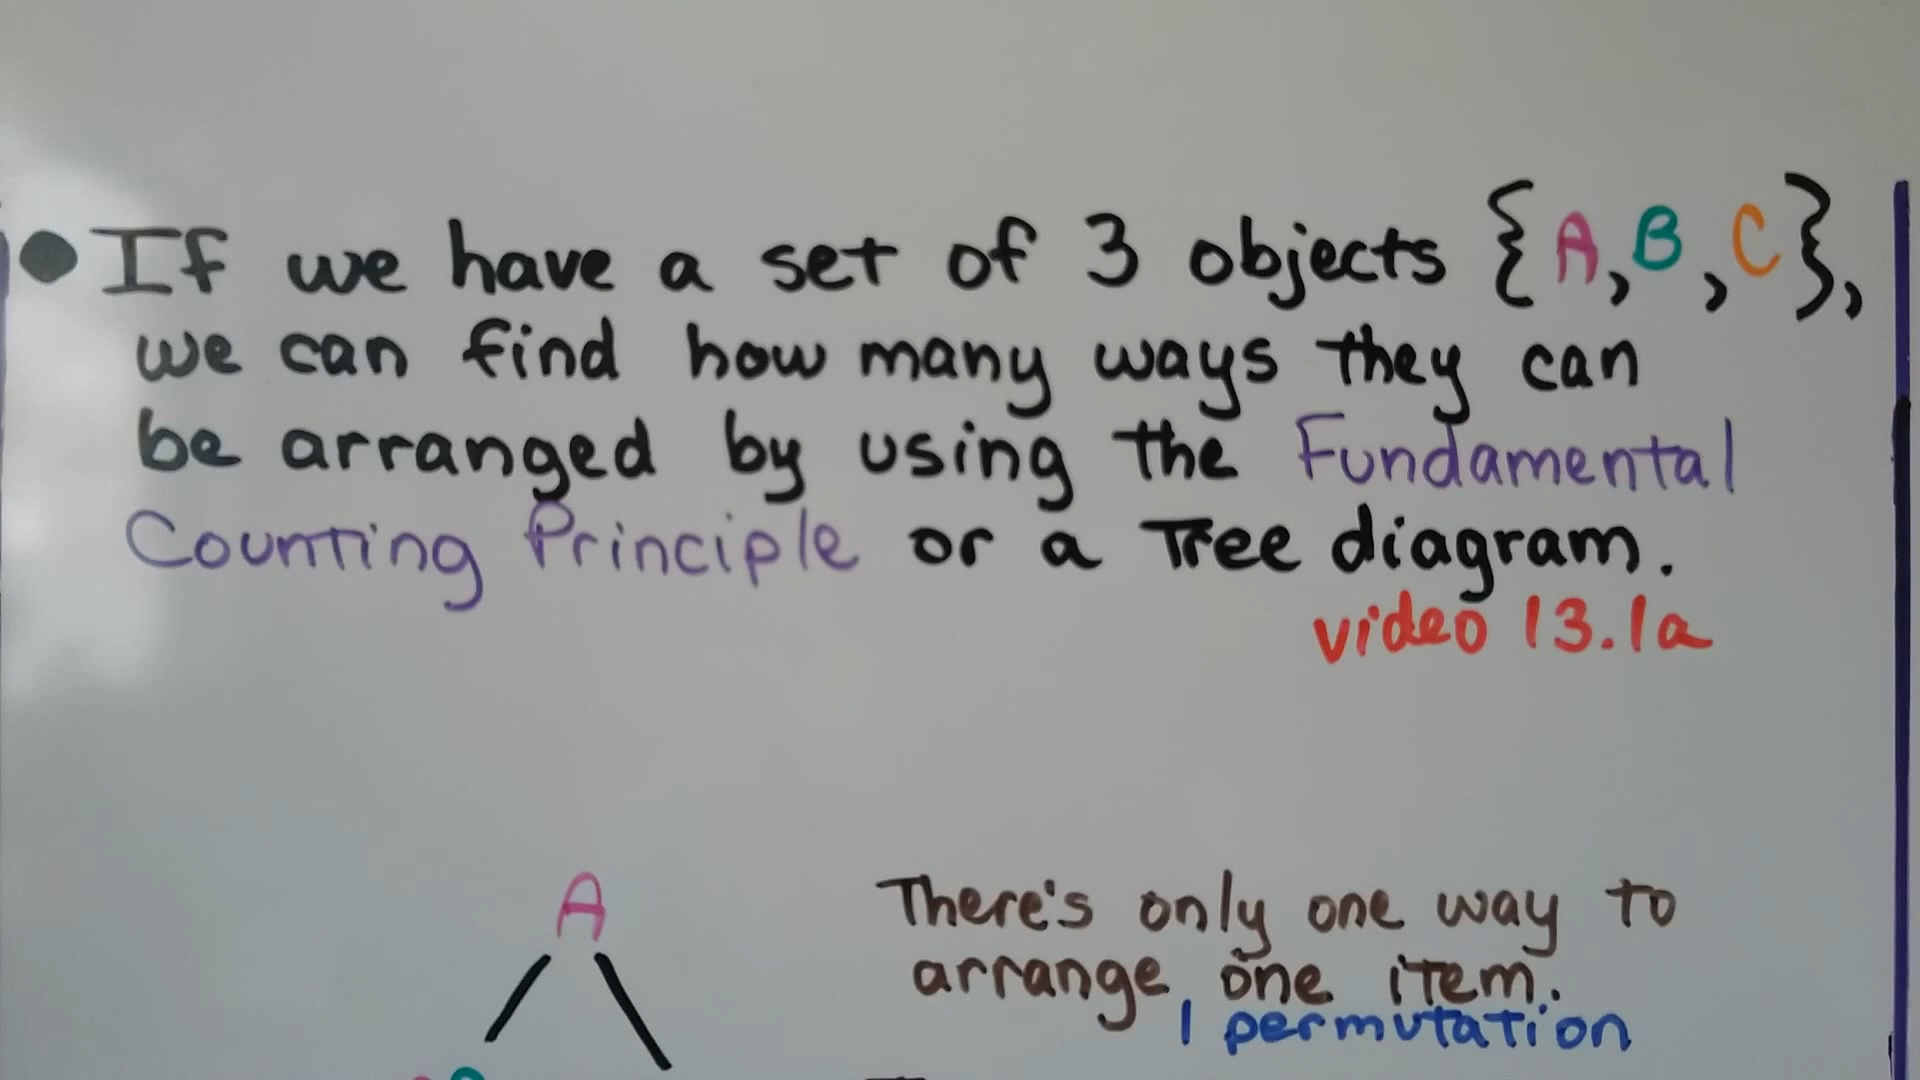 • If we have a set of 3 objects {A, B, C},
we can find how many ways they can
be arranged by using the Fundamental
Counting Principle or a Tree diagram.
video 13.1a
A
There's only one way to
arrange one item.
1 permutation